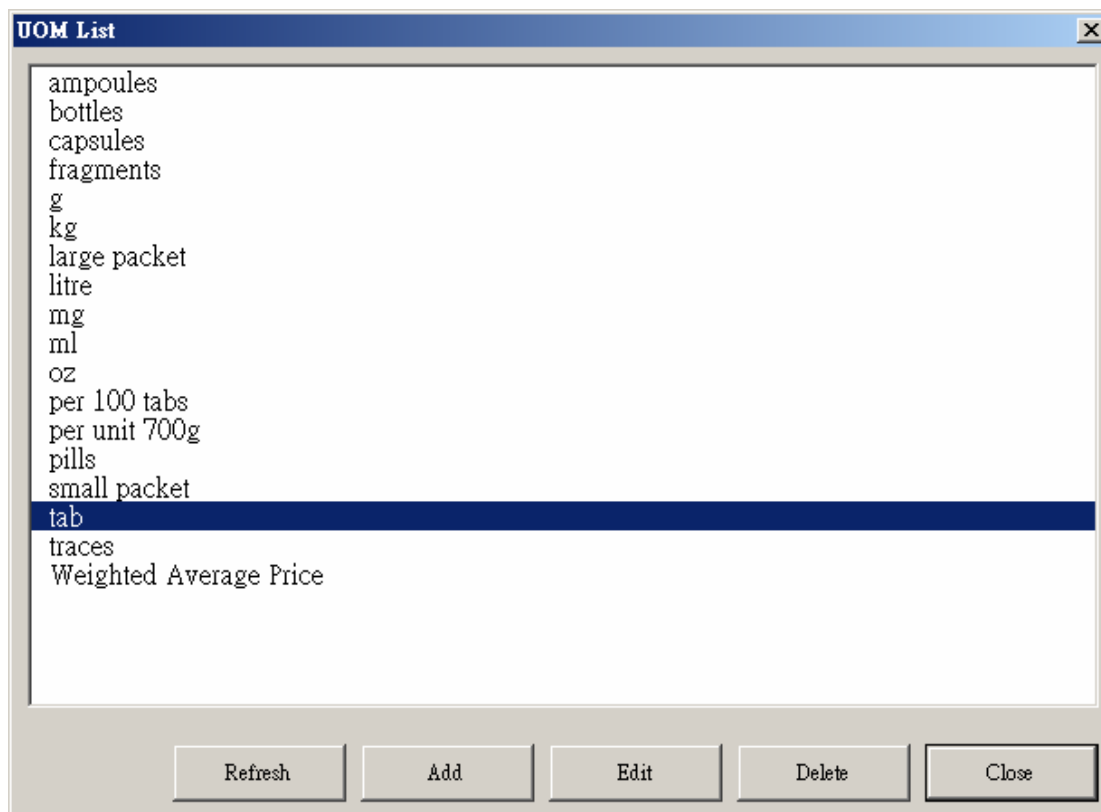 UOM List
ampoules
bottles
capsules
fragments
g
kg
large packet
litre
mg
ml
oz
per 100 tabs
per unit 700g
pills
small packet
tab
traces
Weighted Average Price
Refresh Add Edit Delete Close